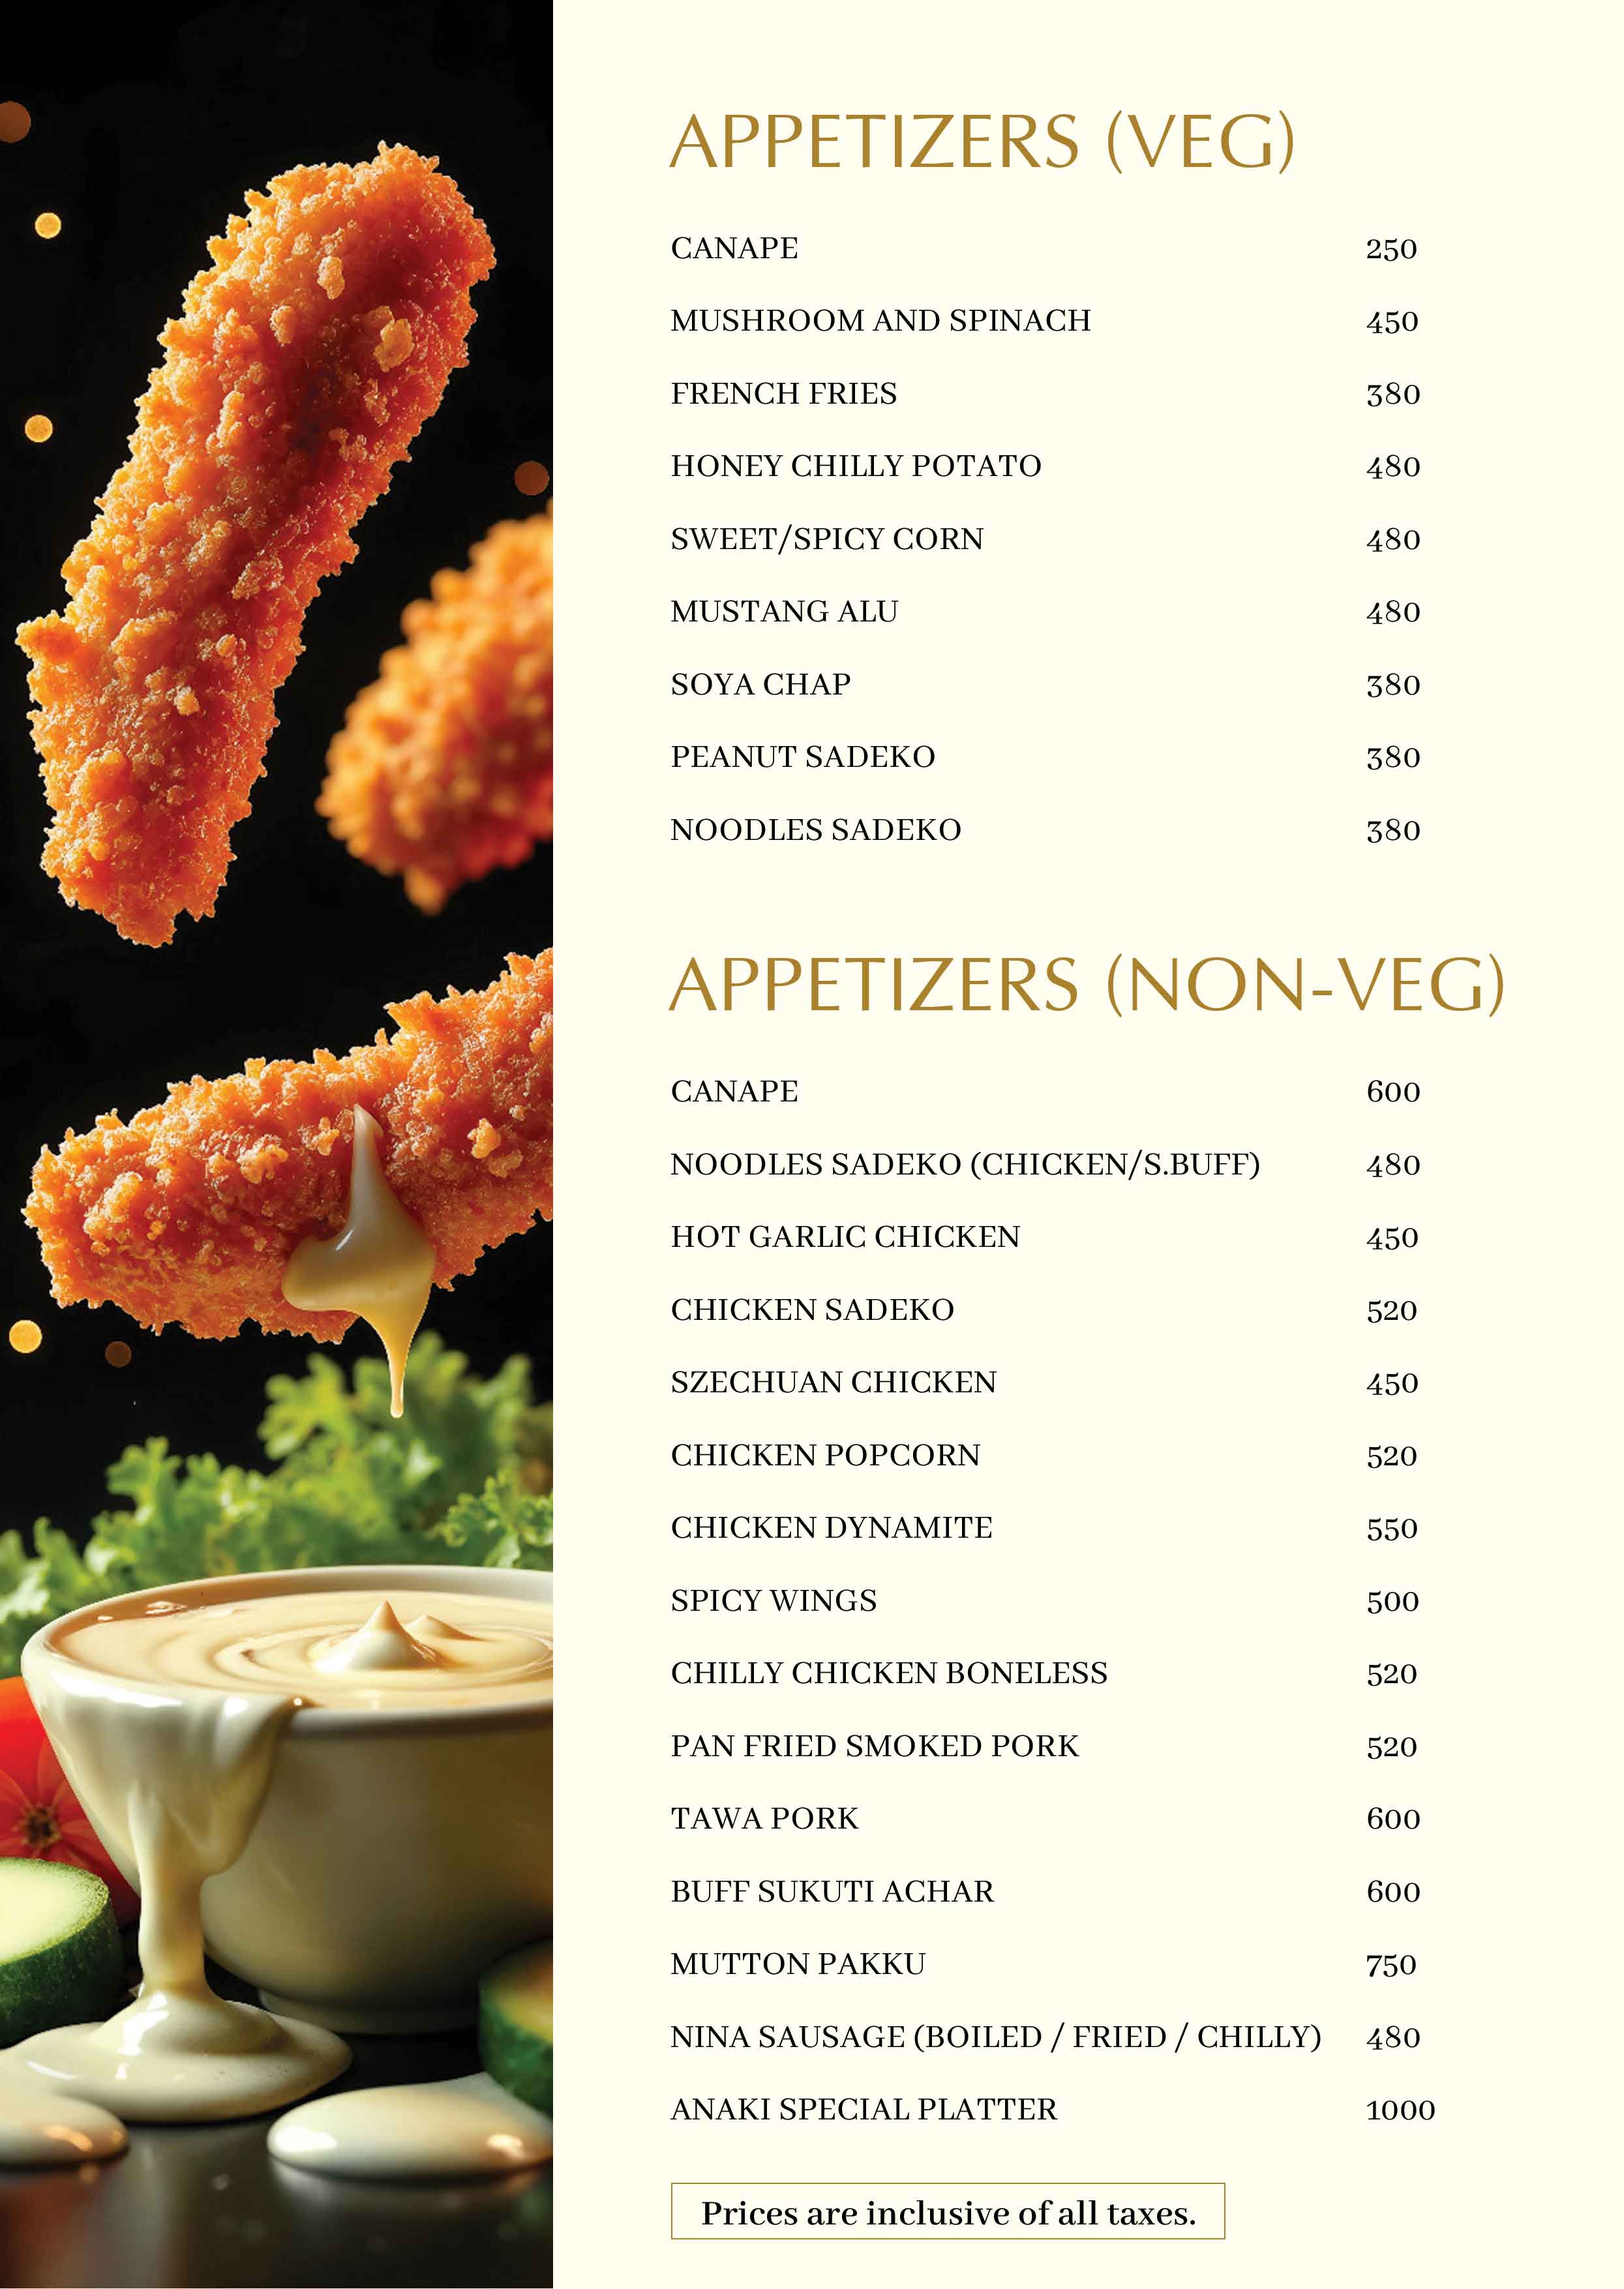 APPETIZERS (VEG)
CANAPE 250
MUSHROOM AND SPINACH 450
FRENCH FRIES 380
HONEY CHILLY POTATO 480
SWEET/SPICY CORN 480
MUSTANG ALU 480
SOYA CHAP 380
PEANUT SADEKO 380
NOODLES SADEKO 380
APPETIZERS (NON-VEG)
CANAPE 600
NOODLES SADEKO (CHICKEN/S.BUFF) 480
HOT GARLIC CHICKEN 450
CHICKEN SADEKO 520
SZECHUAN CHICKEN 450
CHICKEN POPCORN 520
CHICKEN DYNAMITE 550
SPICY WINGS 500
CHILLY CHICKEN BONELESS 520
PAN FRIED SMOKED PORK 520
TAWA PORK 600
BUFF SUKUTI ACHAR 600
MUTTON PAKKU 750
NINA SAUSAGE (BOILED / FRIED / CHILLY) 480
ANAKI SPECIAL PLATTER 1000
Prices are inclusive of all taxes.